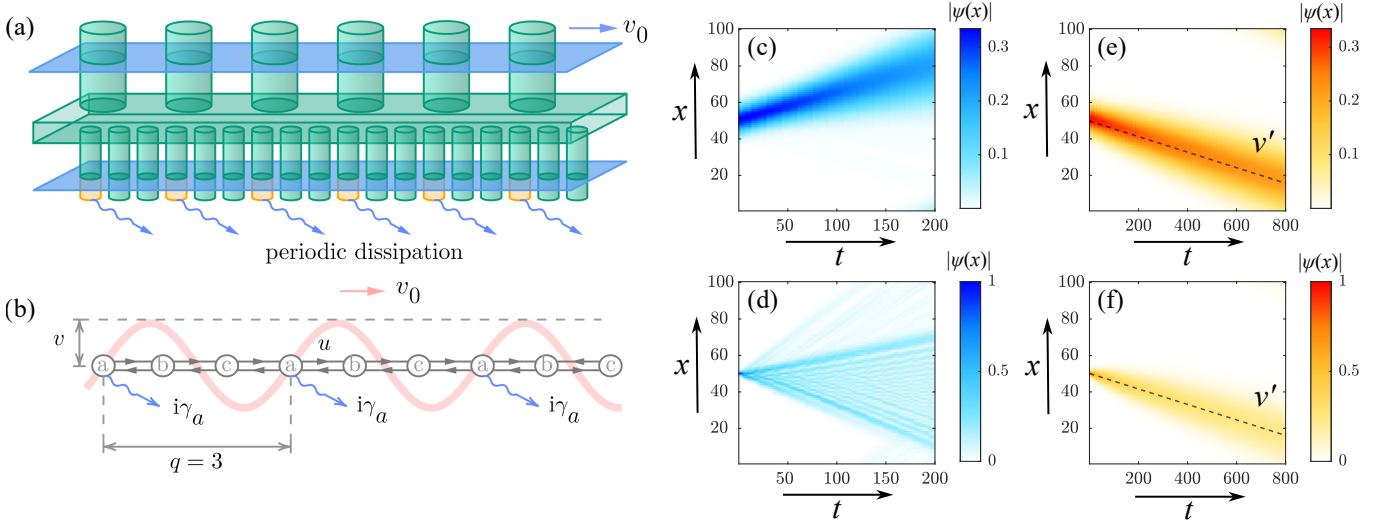 (a)
v₀
periodic dissipation
(b)
v₀
v
u
a b c a b c a b c
iγₐ iγₐ iγₐ
q = 3
(c)
|ψ(x)|
x
100
80
60
40
20
50 100 150 200
t
0.3
0.2
0.1
(e)
|ψ(x)|
x
100
80
60
40
20
v′
200 400 600 800
t
0.3
0.2
0.1
(d)
|ψ(x)|
x
100
80
60
40
20
50 100 150 200
t
1
0.5
0
(f)
|ψ(x)|
x
100
80
60
40
20
v′
200 400 600 800
t
1
0.5
0